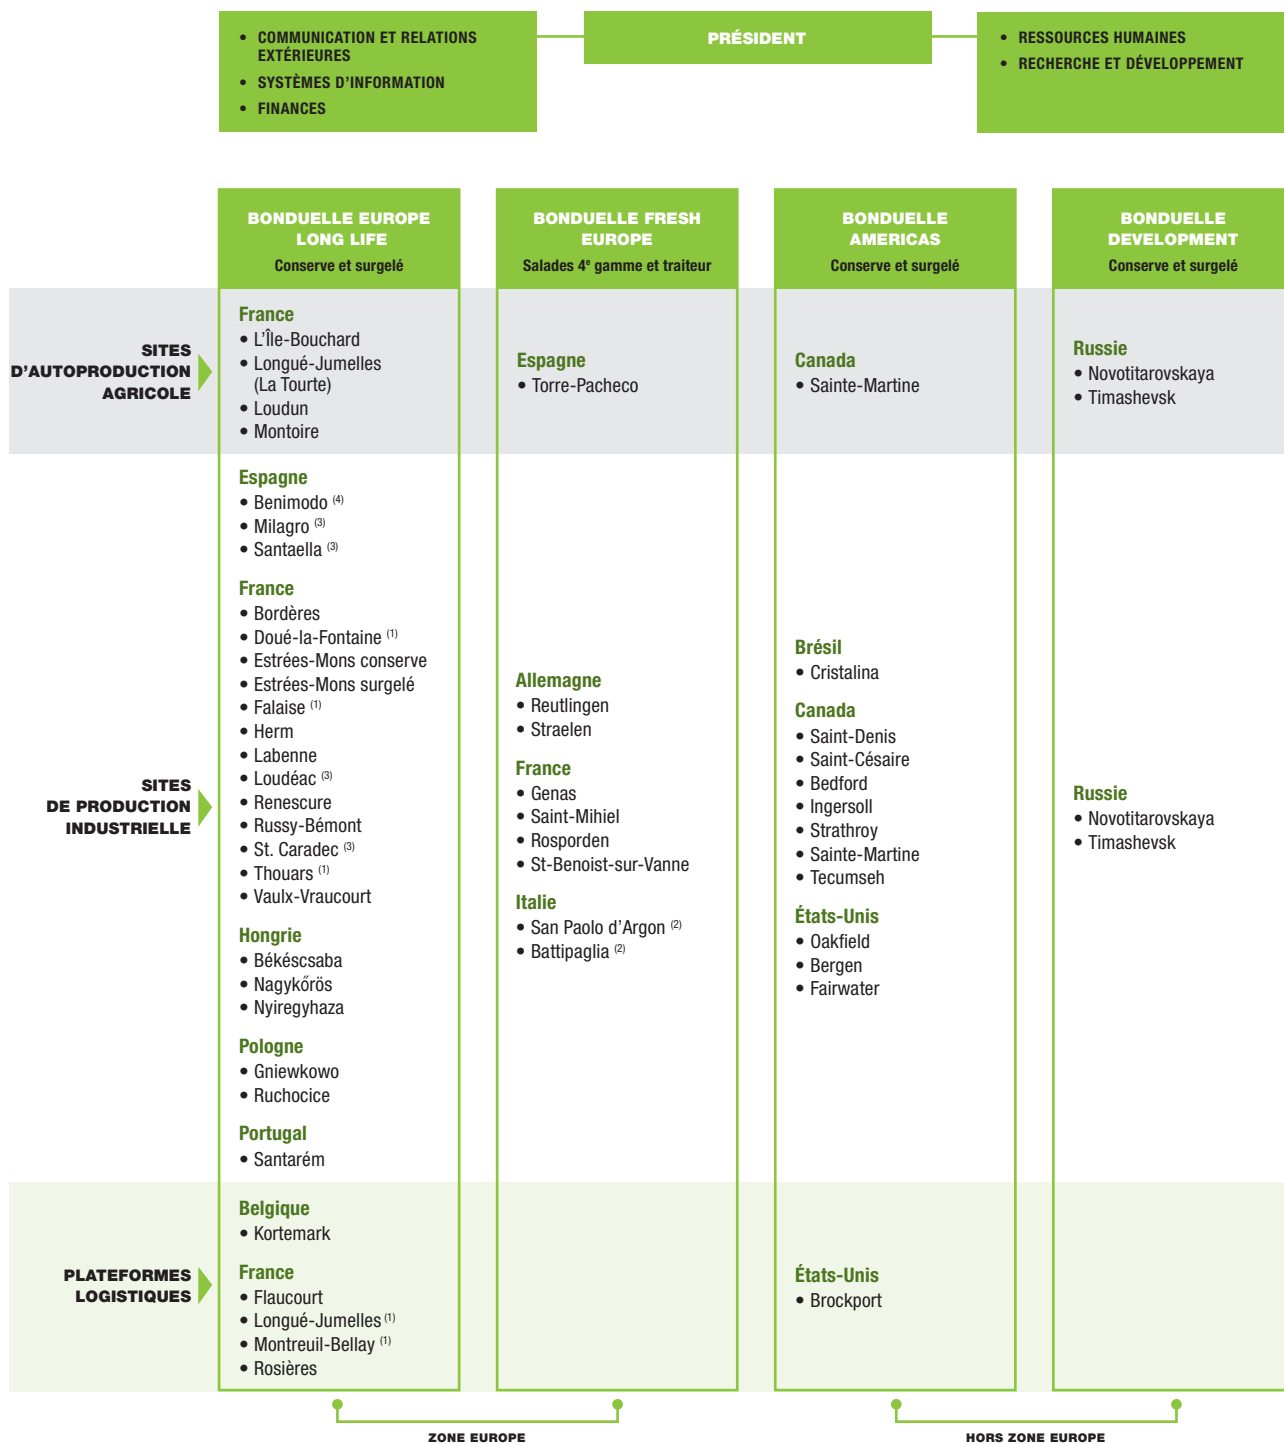 • COMMUNICATION ET RELATIONS
EXTÉRIEURES
• SYSTÈMES D'INFORMATION
• FINANCES
PRÉSIDENT
• RESSOURCES HUMAINES
• RECHERCHE ET DÉVELOPPEMENT
BONDUELLE EUROPE
LONG LIFE
Conserve et surgelé
BONDUELLE FRESH
EUROPE
Salades 4e gamme et traiteur
BONDUELLE
AMERICAS
Conserve et surgelé
BONDUELLE
DEVELOPMENT
Conserve et surgelé
SITES
D'AUTOPRODUCTION
AGRICOLE
France
• L'Île-Bouchard
• Longué-Jumelles
(La Tourte)
• Loudun
• Montoire
Espagne
• Torre-Pacheco
Canada
• Sainte-Martine
Russie
• Novotitarovskaya
• Timashevsk
SITES
DE PRODUCTION
INDUSTRIELLE
Espagne
• Benimodo (4)
• Milagro (3)
• Santaella (3)
France
• Bordères
• Doué-la-Fontaine (1)
• Estrées-Mons conserve
• Estrées-Mons surgelé
• Falaise (1)
• Herm
• Labenne
• Loudéac (3)
• Renescure
• Russy-Bémont
• St. Caradec (3)
• Thouars (1)
• Vaulx-Vraucourt
Hongrie
• Békéscsaba
• Nagykőrös
• Nyiregyhaza
Pologne
• Gniewkowo
• Ruchocice
Portugal
• Santarém
Allemagne
• Reutlingen
• Straelen
France
• Genas
• Saint-Mihiel
• Rosporden
• St-Benoist-sur-Vanne
Italie
• San Paolo d'Argon (2)
• Battipaglia (2)
Brésil
• Cristalina
Canada
• Saint-Denis
• Saint-Césaire
• Bedford
• Ingersoll
• Strathroy
• Sainte-Martine
• Tecumseh
États-Unis
• Oakfield
• Bergen
• Fairwater
Russie
• Novotitarovskaya
• Timashevsk
PLATEFORMES
LOGISTIQUES
Belgique
• Kortemark
France
• Flaucourt
• Longué-Jumelles (1)
• Montreuil-Bellay (1)
• Rosières
États-Unis
• Brockport
ZONE EUROPE
HORS ZONE EUROPE